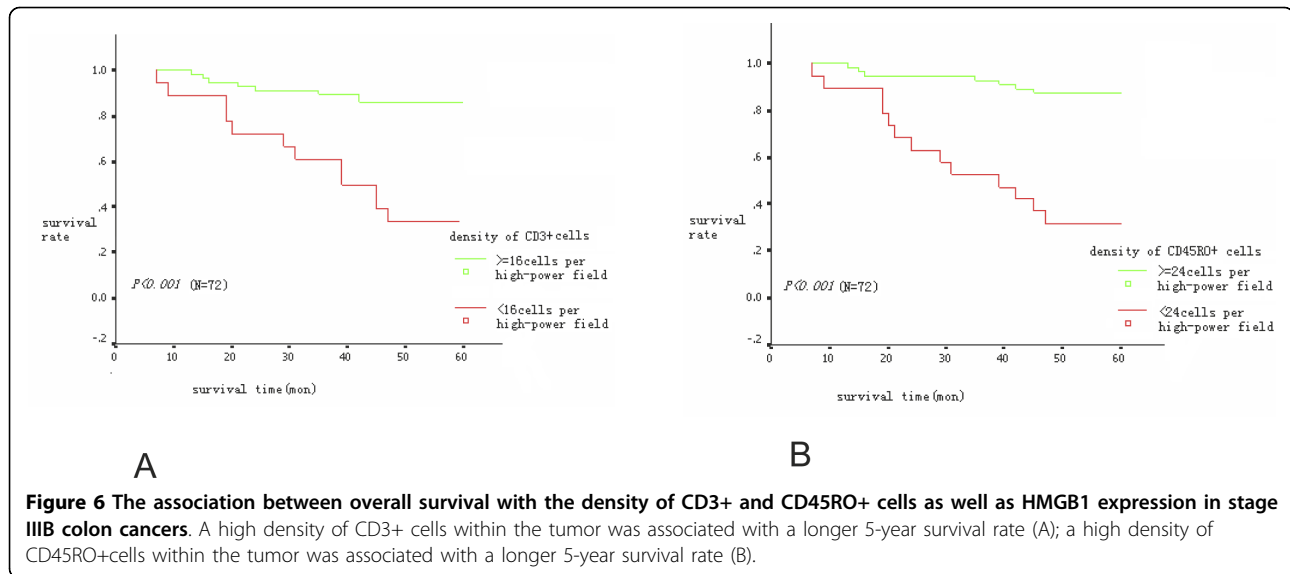 1.0
.8
.6
.4
.2
0.0
-.2
survival
rate
density of CD3+cells
>=16cells per
high-power field
<16cells per
high-power field
P<0.001 (N=72)
0
10
20
30
40
50
60
survival time(mon)
A
1.0
.8
.6
.4
.2
0.0
-.2
survival
rate
density of CD45RO+ cells
>=24cells per
high-power field
<24cells per
high-power field
P<0.001 (N=72)
0
10
20
30
40
50
60
survival time(mon)
B
Figure 6 The association between overall survival with the density of CD3+ and CD45RO+ cells as well as HMGB1 expression in stage
IIIB colon cancers. A high density of CD3+ cells within the tumor was associated with a longer 5-year survival rate (A); a high density of
CD45RO+cells within the tumor was associated with a longer 5-year survival rate (B).